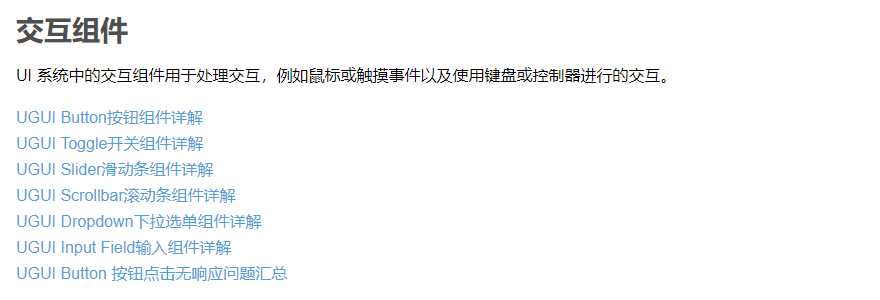 交互组件
UI 系统中的交互组件用于处理交互，例如鼠标或触摸事件以及使用键盘或控制器进行的交互。
UGUI Button按钮组件详解
UGUI Toggle开关组件详解
UGUI Slider滑动条组件详解
UGUI Scrollbar滚动条组件详解
UGUI Dropdown下拉选单组件详解
UGUI Input Field输入组件详解
UGUI Button 按钮点击无响应问题汇总